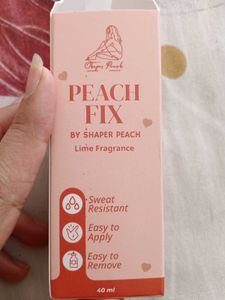 Shaper Peach
PEACH
FIX
BY SHAPER PEACH
Lime Fragrance
Sweat
Resistant
Easy to
Apply
Easy to
Remove
40 ml